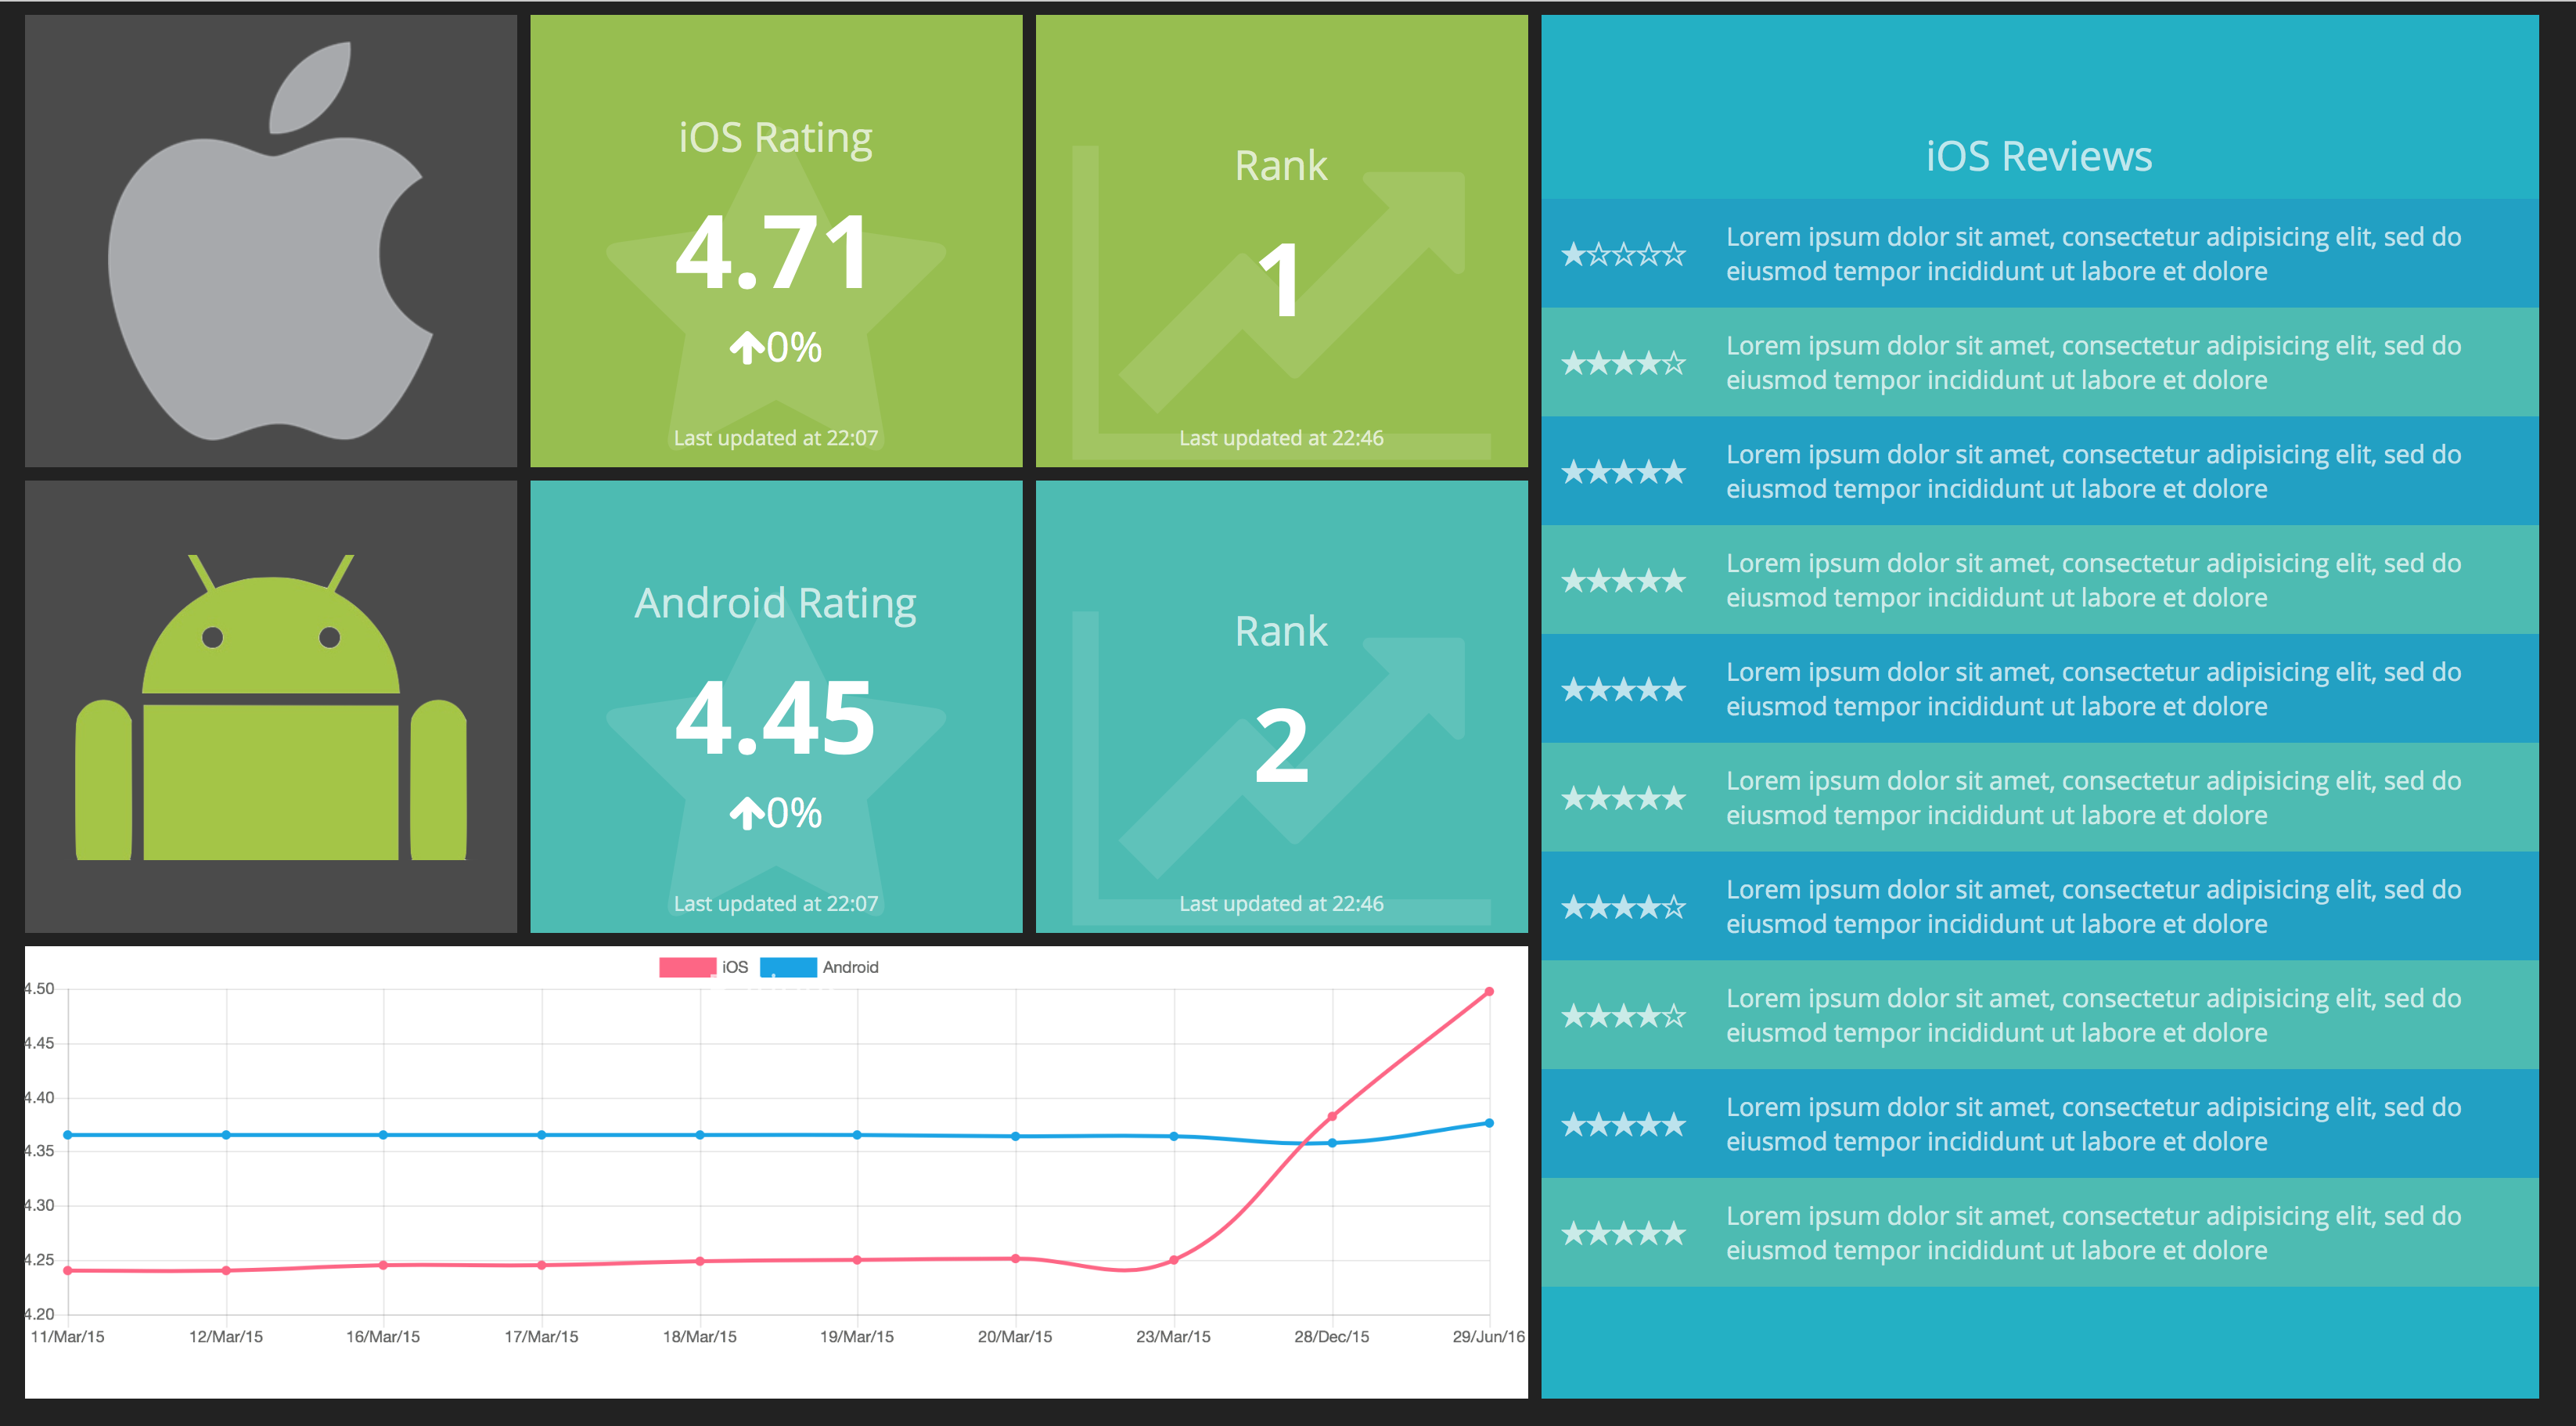 iOS Rating
4.71
0%
Last updated at 22:07
Rank
1
Last updated at 22:46
Android Rating
4.45
0%
Last updated at 22:07
Rank
2
Last updated at 22:46
iOS Android
4.50
4.45
4.40
4.35
4.30
4.25
4.20
11/Mar/15 12/Mar/15 16/Mar/15 17/Mar/15 18/Mar/15 19/Mar/15 20/Mar/15 23/Mar/15 28/Dec/15 29/Jun/16
iOS Reviews
★☆☆☆☆ Lorem ipsum dolor sit amet, consectetur adipisicing elit, sed do
eiusmod tempor incididunt ut labore et dolore
★★★★☆ Lorem ipsum dolor sit amet, consectetur adipisicing elit, sed do
eiusmod tempor incididunt ut labore et dolore
★★★★★ Lorem ipsum dolor sit amet, consectetur adipisicing elit, sed do
eiusmod tempor incididunt ut labore et dolore
★★★★★ Lorem ipsum dolor sit amet, consectetur adipisicing elit, sed do
eiusmod tempor incididunt ut labore et dolore
★★★★★ Lorem ipsum dolor sit amet, consectetur adipisicing elit, sed do
eiusmod tempor incididunt ut labore et dolore
★★★★★ Lorem ipsum dolor sit amet, consectetur adipisicing elit, sed do
eiusmod tempor incididunt ut labore et dolore
★★★★☆ Lorem ipsum dolor sit amet, consectetur adipisicing elit, sed do
eiusmod tempor incididunt ut labore et dolore
★★★★☆ Lorem ipsum dolor sit amet, consectetur adipisicing elit, sed do
eiusmod tempor incididunt ut labore et dolore
★★★★★ Lorem ipsum dolor sit amet, consectetur adipisicing elit, sed do
eiusmod tempor incididunt ut labore et dolore
★★★★★ Lorem ipsum dolor sit amet, consectetur adipisicing elit, sed do
eiusmod tempor incididunt ut labore et dolore